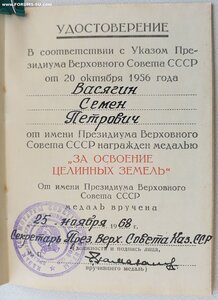 FORUMS-SU.COM
УДОСТОВЕРЕНИЕ
В соответствии с Указом Пре-
зидиума Верховного Совета СССР
от 20 октября 1956 года
Васягин
Семен
Петрович
от имени Президиума Верховного
Совета СССР награжден медалью
„ЗА ОСВОЕНИЕ
ЦЕЛИННЫХ ЗЕМЕЛЬ"
От имени Президиума Верховного
Совета СССР
медаль вручена
25 ноября 1968 г.
Секретарь През. Верх. Совета Каз. ССР
должность и подпись лица,
вручившего медаль)